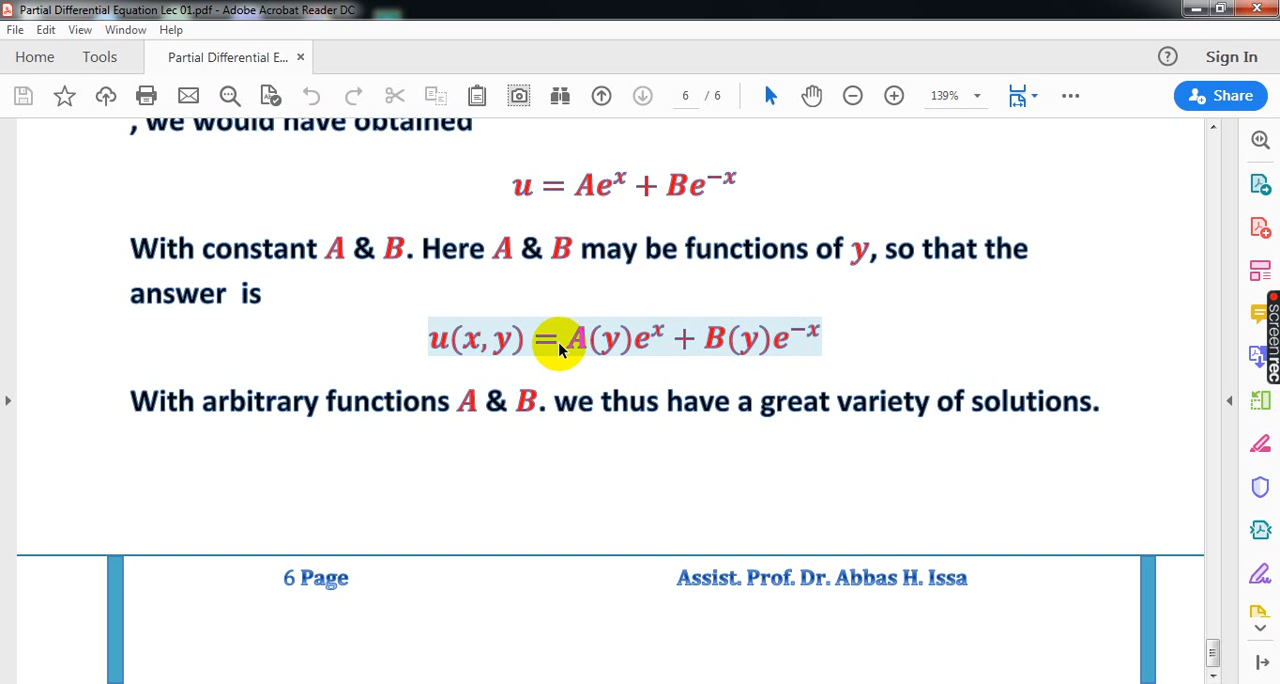 Partial Differential Equation Lec 01.pdf - Adobe Acrobat Reader DC
File Edit View Window Help
Home Tools Partial Differential E... × Sign In
6 / 6 139% Share
, we would have obtained
u = Ae^x + Be^−x
With constant A & B. Here A & B may be functions of y, so that the
answer is
u(x, y) = A(y)e^x + B(y)e^−x
With arbitrary functions A & B. we thus have a great variety of solutions.
6 Page Assist. Prof. Dr. Abbas H. Issa
screenrec